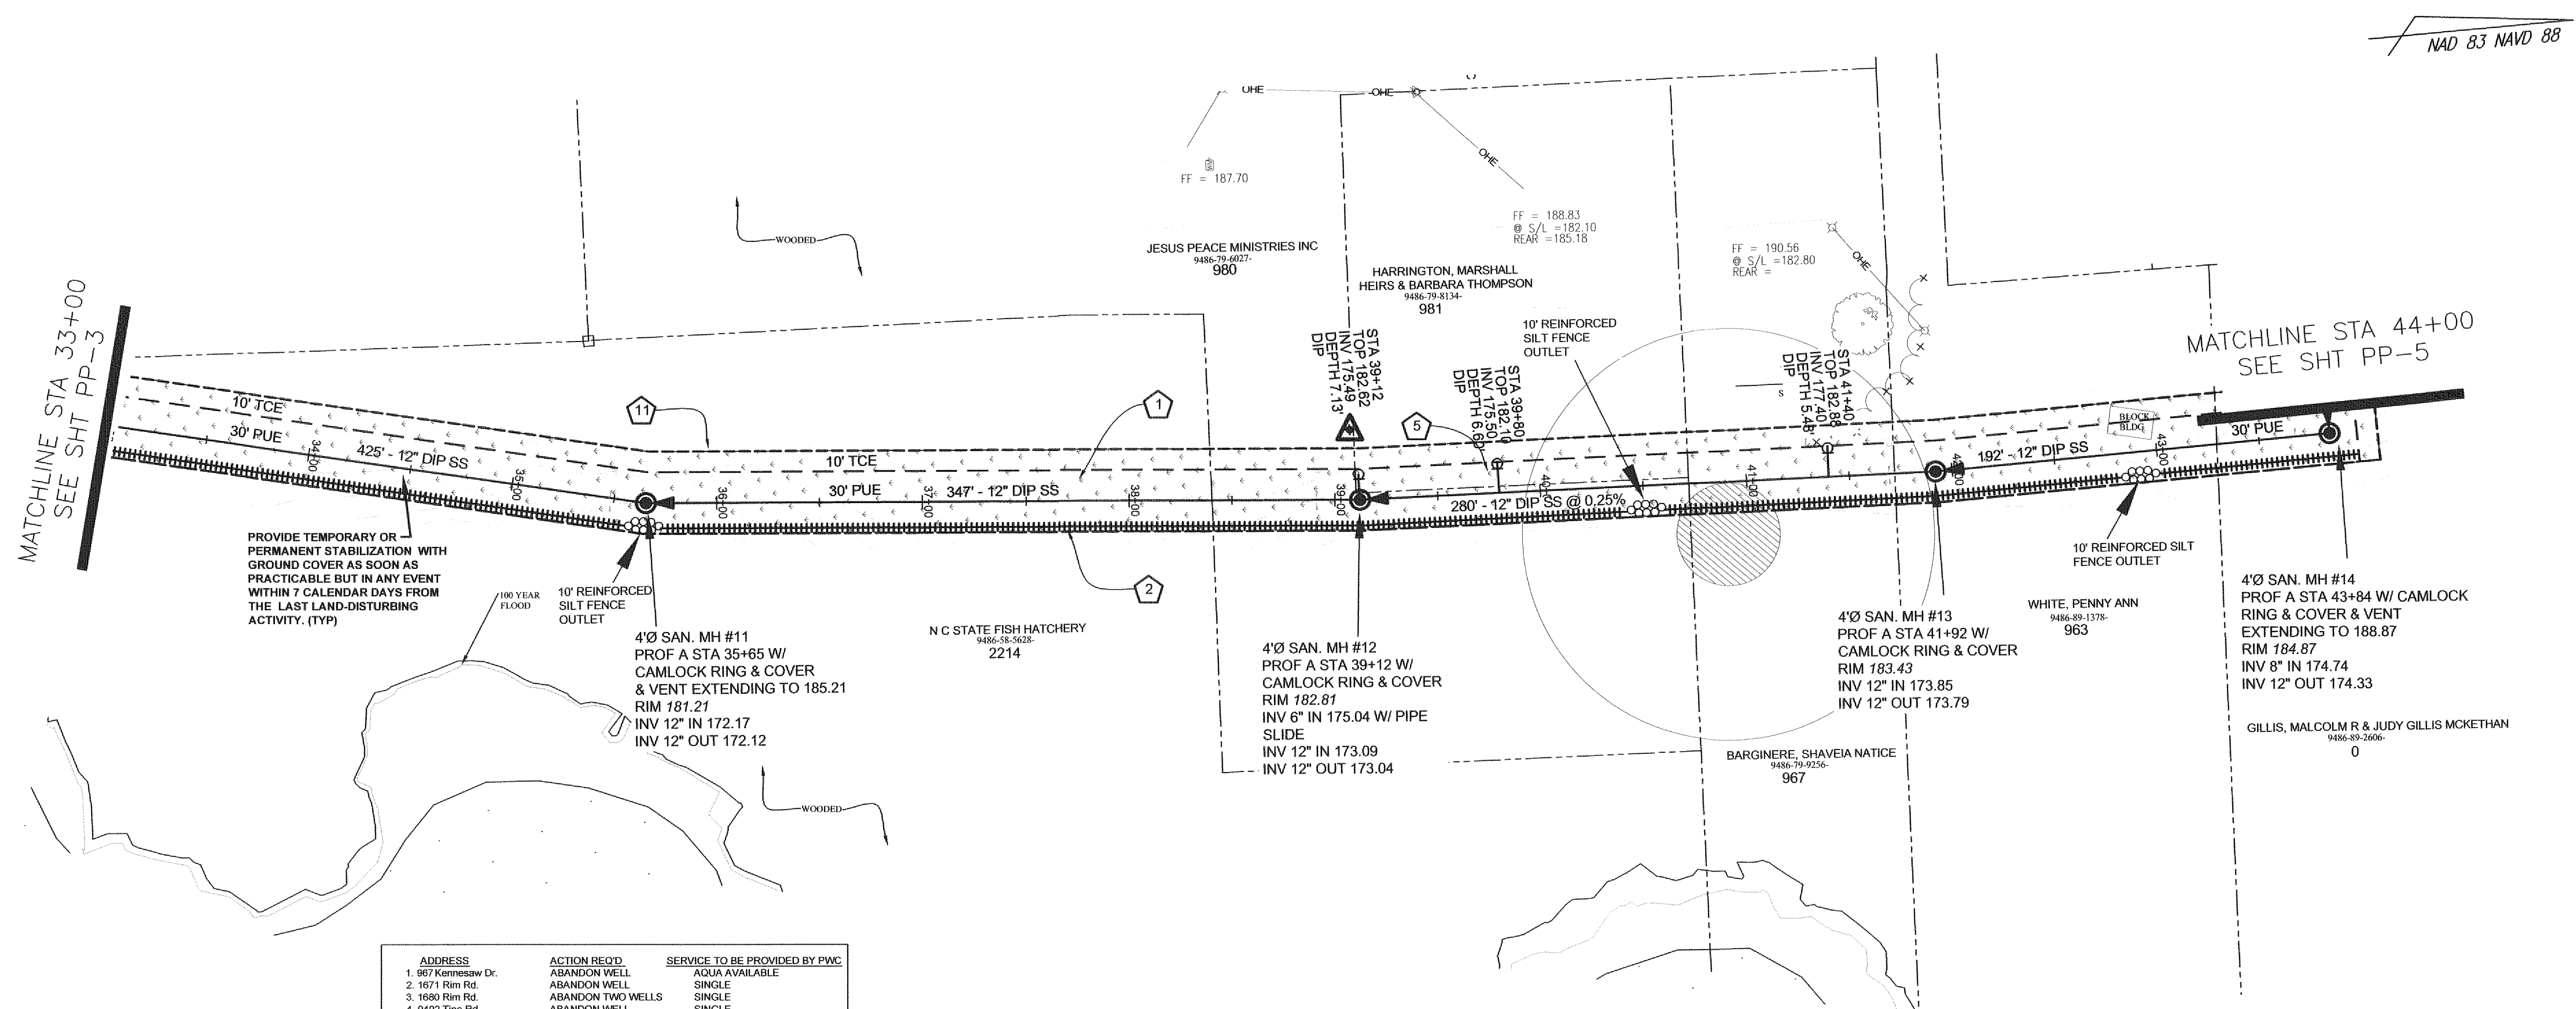 NAD 83 NAVD 88
OHE
OHE
OHE
FF = 187.70
WOODED
JESUS PEACE MINISTRIES INC
9486-79-6027-
980
FF = 188.83
@ S/L =182.10
REAR =185.18
HARRINGTON, MARSHALL
HEIRS & BARBARA THOMPSON
9486-79-8134-
981
FF = 190.56
@ S/L =182.80
REAR =
OHE
10' REINFORCED
SILT FENCE
OUTLET
MATCHLINE STA 33+00
SEE SHT PP-3
MATCHLINE STA 44+00
SEE SHT PP-5
STA 39+12
TOP 182.62
INV 175.49
DEPTH 7.13'
DIP
STA 39+80
TOP 182.10
INV 175.50
DEPTH 6.60'
DIP
STA 41+40
TOP 182.88
INV 177.40
DEPTH 5.48'
DIP
S
11
1
5
BLOCK
BLDG
10' TCE
30' PUE
425' - 12" DIP SS
34+00
35+00
10' TCE
30' PUE
347' - 12" DIP SS
36+00
37+00
38+00
39+00
280' - 12" DIP SS @ 0.25%
40+00
41+00
42+00
192' - 12" DIP SS
43+00
30' PUE
PROVIDE TEMPORARY OR
PERMANENT STABILIZATION WITH
GROUND COVER AS SOON AS
PRACTICABLE BUT IN ANY EVENT
WITHIN 7 CALENDAR DAYS FROM
THE LAST LAND-DISTURBING
ACTIVITY. (TYP)
100 YEAR
FLOOD
10' REINFORCED
SILT FENCE
OUTLET
2
4'Ø SAN. MH #11
PROF A STA 35+65 W/
CAMLOCK RING & COVER
& VENT EXTENDING TO 185.21
RIM 181.21
INV 12" IN 172.17
INV 12" OUT 172.12
N C STATE FISH HATCHERY
9486-58-5628-
2214
4'Ø SAN. MH #12
PROF A STA 39+12 W/
CAMLOCK RING & COVER
RIM 182.81
INV 6" IN 175.04 W/ PIPE
SLIDE
INV 12" IN 173.09
INV 12" OUT 173.04
4'Ø SAN. MH #13
PROF A STA 41+92 W/
CAMLOCK RING & COVER
RIM 183.43
INV 12" IN 173.85
INV 12" OUT 173.79
10' REINFORCED SILT
FENCE OUTLET
WHITE, PENNY ANN
9486-89-1378-
963
4'Ø SAN. MH #14
PROF A STA 43+84 W/ CAMLOCK
RING & COVER & VENT
EXTENDING TO 188.87
RIM 184.87
INV 8" IN 174.74
INV 12" OUT 174.33
GILLIS, MALCOLM R & JUDY GILLIS MCKETHAN
9486-89-2606-
0
BARGINERE, SHAVEIA NATICE
9486-79-9256-
967
WOODED
ADDRESS ACTION REQ'D SERVICE TO BE PROVIDED BY PWC
1. 967 Kennesaw Dr. ABANDON WELL AQUA AVAILABLE
2. 1671 Rim Rd. ABANDON WELL SINGLE
3. 1680 Rim Rd. ABANDON TWO WELLS SINGLE
ABANDON WELL SINGLE